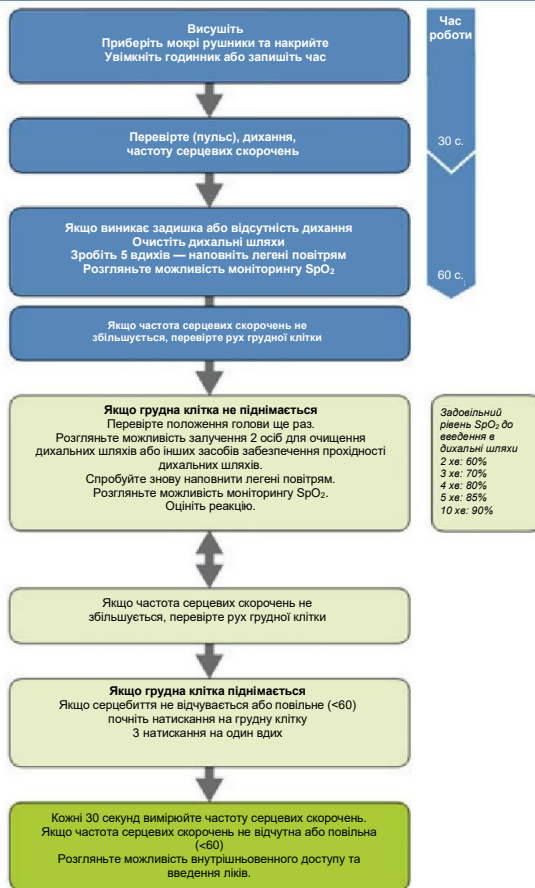 Висушіть
Приберіть мокрі рушники та накрийте
Увімкніть годинник або запишіть час
Час
роботи
Перевірте (пульс), дихання,
частоту серцевих скорочень
30 с.
Якщо виникає задишка або відсутність дихання
Очистіть дихальні шляхи
Зробіть 5 вдихів — наповніть легені повітрям
Розгляньте можливість моніторингу SpO₂
60 с.
Якщо частота серцевих скорочень не
збільшується, перевірте рух грудної клітки
Якщо грудна клітка не піднімається
Перевірте положення голови ще раз.
Розгляньте можливість залучення 2 осіб для очищення
дихальних шляхів або інших засобів забезпечення прохідності
дихальних шляхів.
Спробуйте знову наповнити легені повітрям.
Розгляньте можливість моніторингу SpO₂.
Оцініть реакцію.
Задовільний
рівень SpO₂ до
введення в
дихальні шляхи
2 хв: 60%
3 хв: 70%
4 хв: 80%
5 хв: 85%
10 хв: 90%
Якщо частота серцевих скорочень не
збільшується, перевірте рух грудної клітки
Якщо грудна клітка піднімається
Якщо серцебиття не відчувається або повільне (<60)
почніть натискання на грудну клітку
3 натискання на один вдих
Кожні 30 секунд вимірюйте частоту серцевих скорочень.
Якщо частота серцевих скорочень не відчутна або повільна
(<60)
Розгляньте можливість внутрішньовенного доступу та
введення ліків.